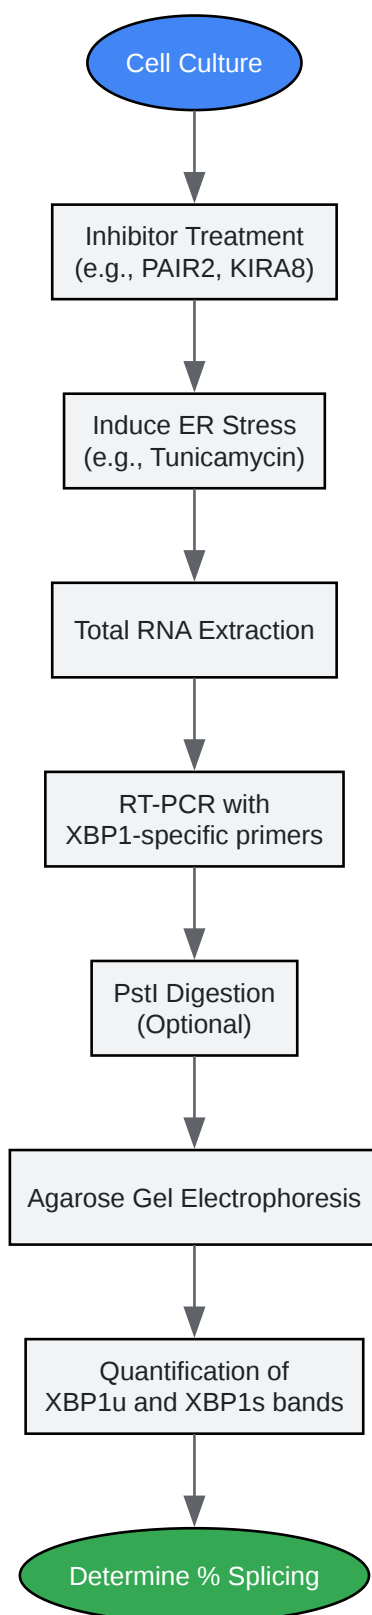 Cell Culture
Inhibitor Treatment
(e.g., PAIR2, KIRA8)
Induce ER Stress
(e.g., Tunicamycin)
Total RNA Extraction
RT-PCR with
XBP1-specific primers
PstI Digestion
(Optional)
Agarose Gel Electrophoresis
Quantification of
XBP1u and XBP1s bands
Determine % Splicing